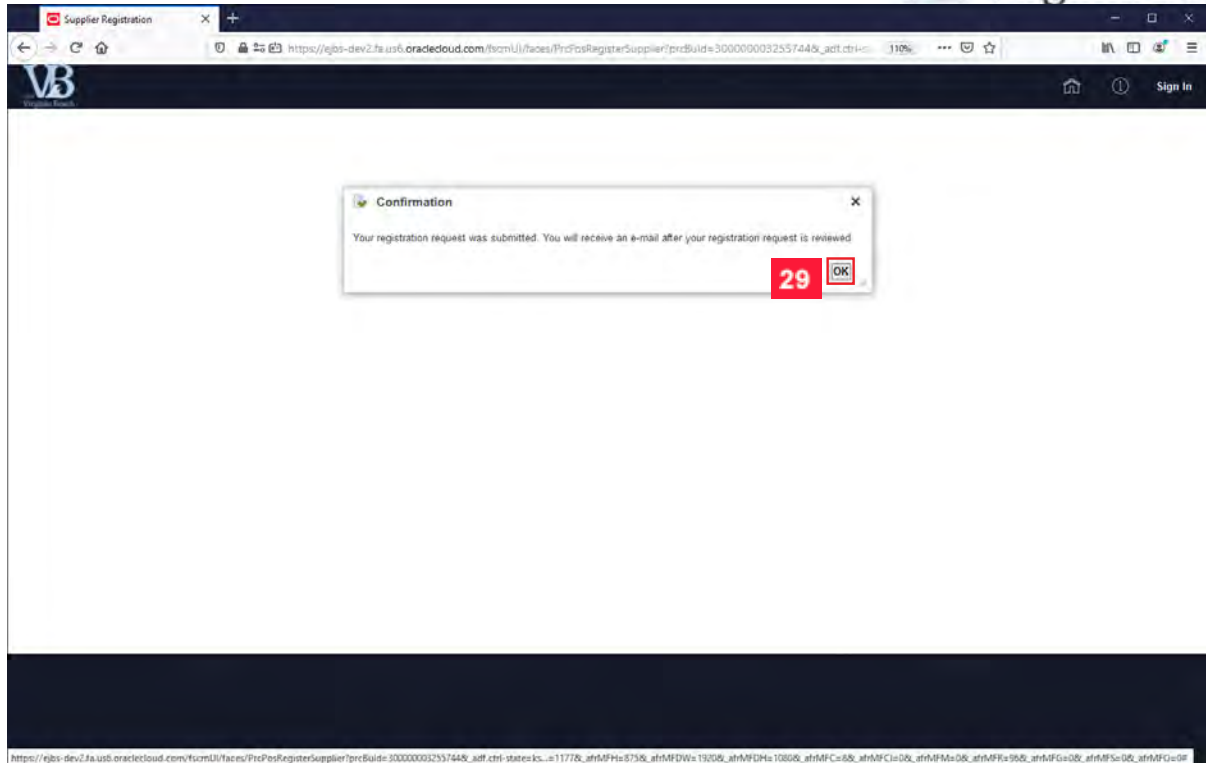 Supplier Registration
https://ejbs-dev2.fa.us6.oraclecloud.com/fscmUI/faces/PrcPosRegisterSupplier?prcBuId=300000003255744&_adf.ctrl-
110%
VB
Virginia Beach
Sign In
Confirmation
Your registration request was submitted. You will receive an e-mail after your registration request is reviewed
29
OK
https://ejbs-dev2.fa.us6.oraclecloud.com/fscmUI/faces/PrcPosRegisterSupplier?prcBuId=300000003255744&_adf.ctrl-state=ks...=1177&_afrMFH=875&_afrMFDW=1920&_afrMFDH=1080&_afrMFC=8&_afrMFCI=0&_afrMFM=0&_afrMFR=96&_afrMFG=0&_afrMFS=0&_afrMFO=0#